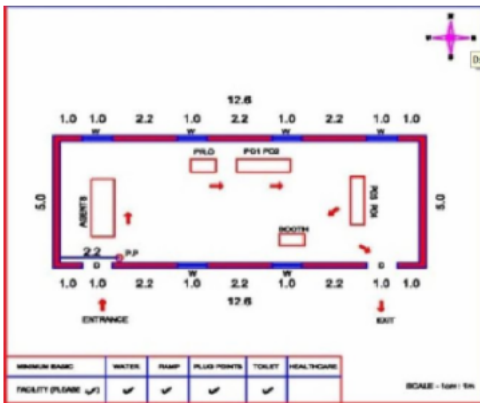 12.6
1.0 1.0 2.2 1.0 2.2 1.0 2.2 1.0 1.0
W W W W
PRLO PO1 PO2
5.0
AGENTS
5.0
BOOTH
2.2 P.P
D W W D
1.0 1.0 2.2 1.0 2.2 1.0 2.2 1.0 1.0
12.6
ENTRANCE EXIT
MINIMUM BASIC WATER RAMP PLUG POINTS TOILET HEALTHCARE
FACILITY (PLEASE ✓) ✓ ✓ ✓ ✓
SCALE - 1cm : 1m